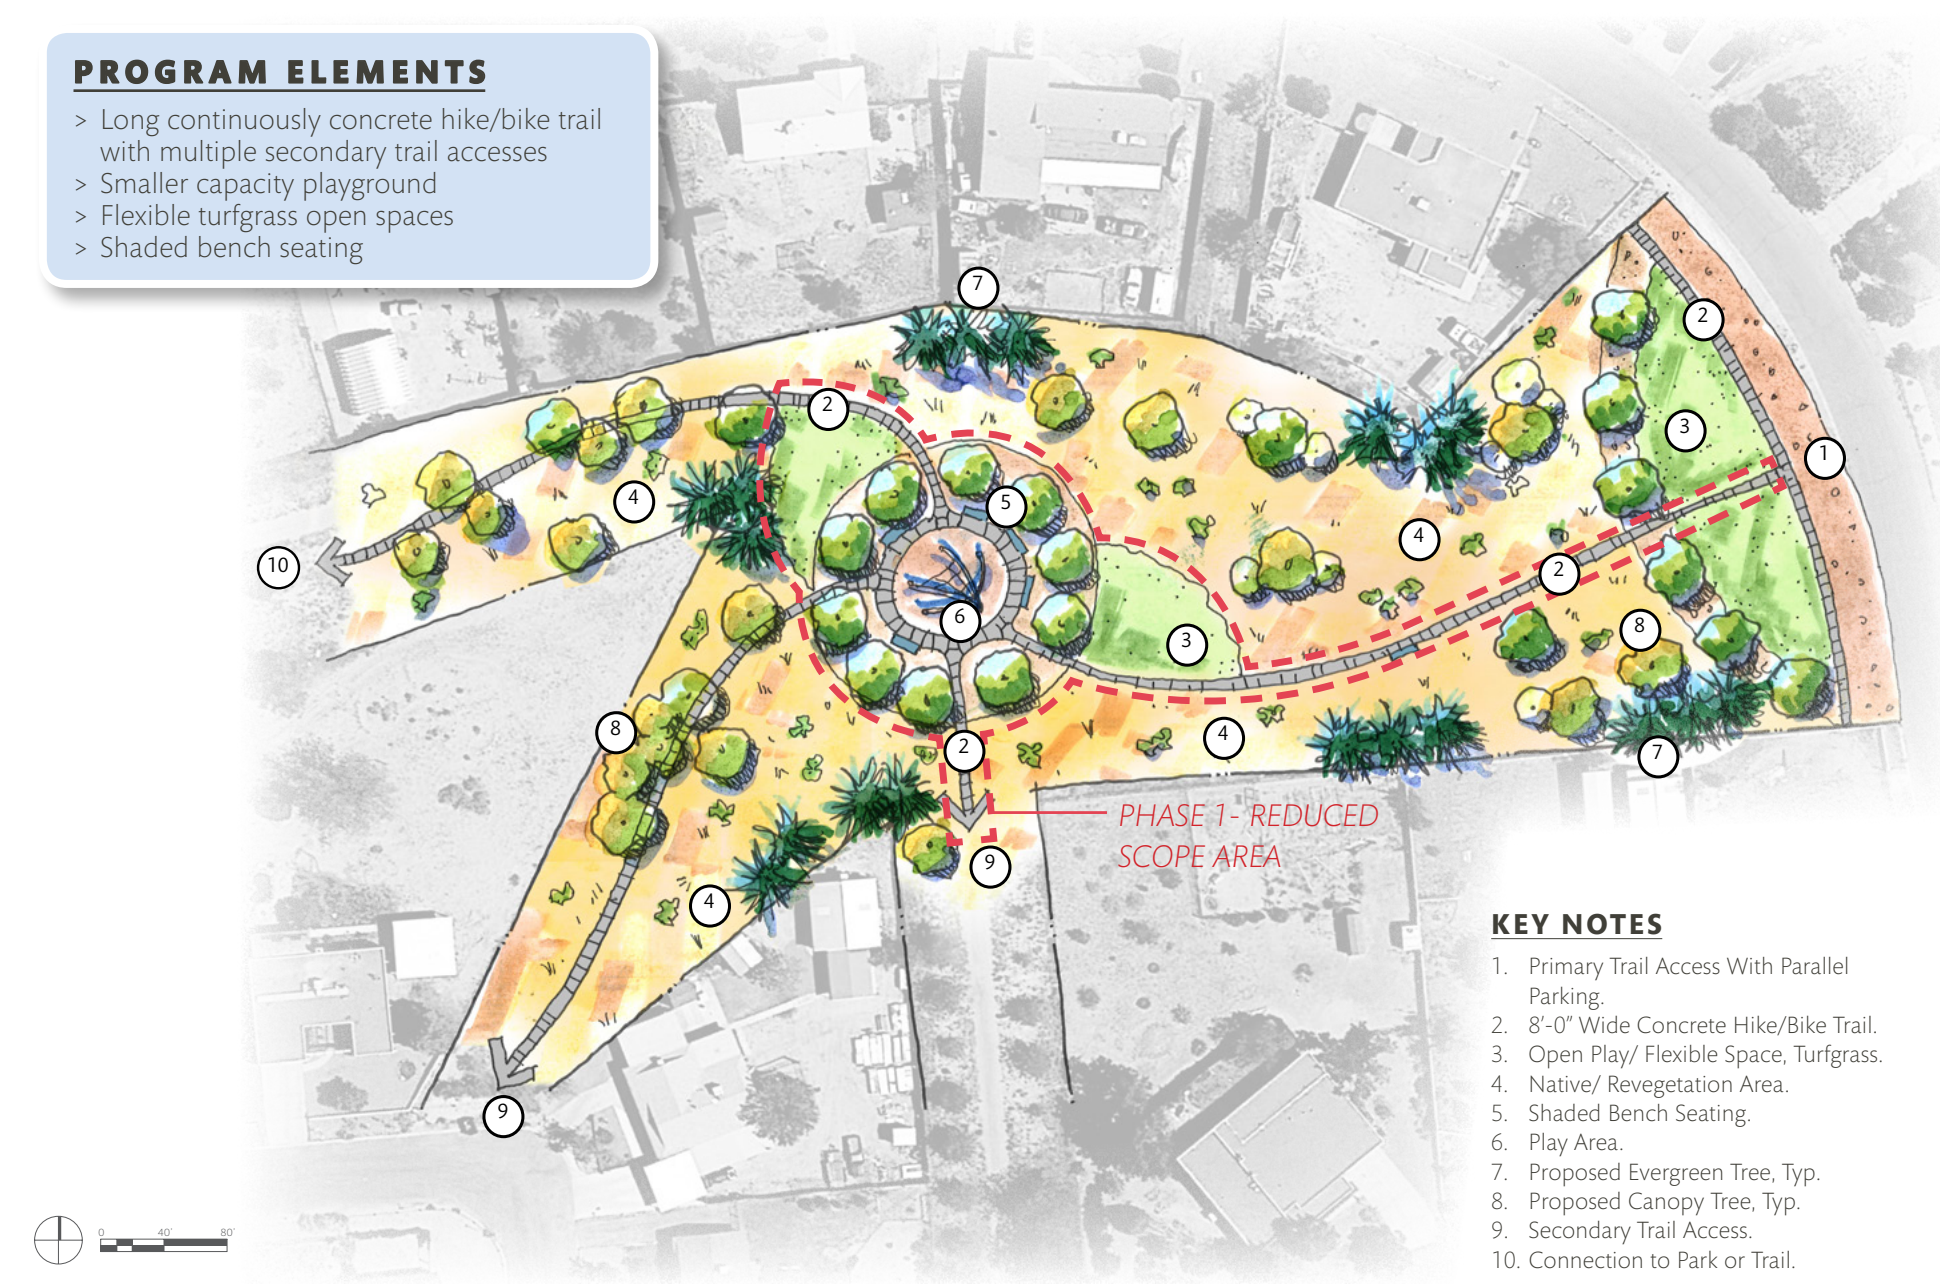 PROGRAM ELEMENTS
> Long continuously concrete hike/bike trail
with multiple secondary trail accesses
> Smaller capacity playground
> Flexible turfgrass open spaces
> Shaded bench seating
7
2
2
3
1
4
5
4
10
2
6
3
8
8
4
2
7
PHASE 1- REDUCED
SCOPE AREA
9
4
9
KEY NOTES
1. Primary Trail Access With Parallel
Parking.
2. 8'-0" Wide Concrete Hike/Bike Trail.
3. Open Play/ Flexible Space, Turfgrass.
4. Native/ Revegetation Area.
5. Shaded Bench Seating.
6. Play Area.
7. Proposed Evergreen Tree, Typ.
8. Proposed Canopy Tree, Typ.
9. Secondary Trail Access.
10. Connection to Park or Trail.
0 40' 80'